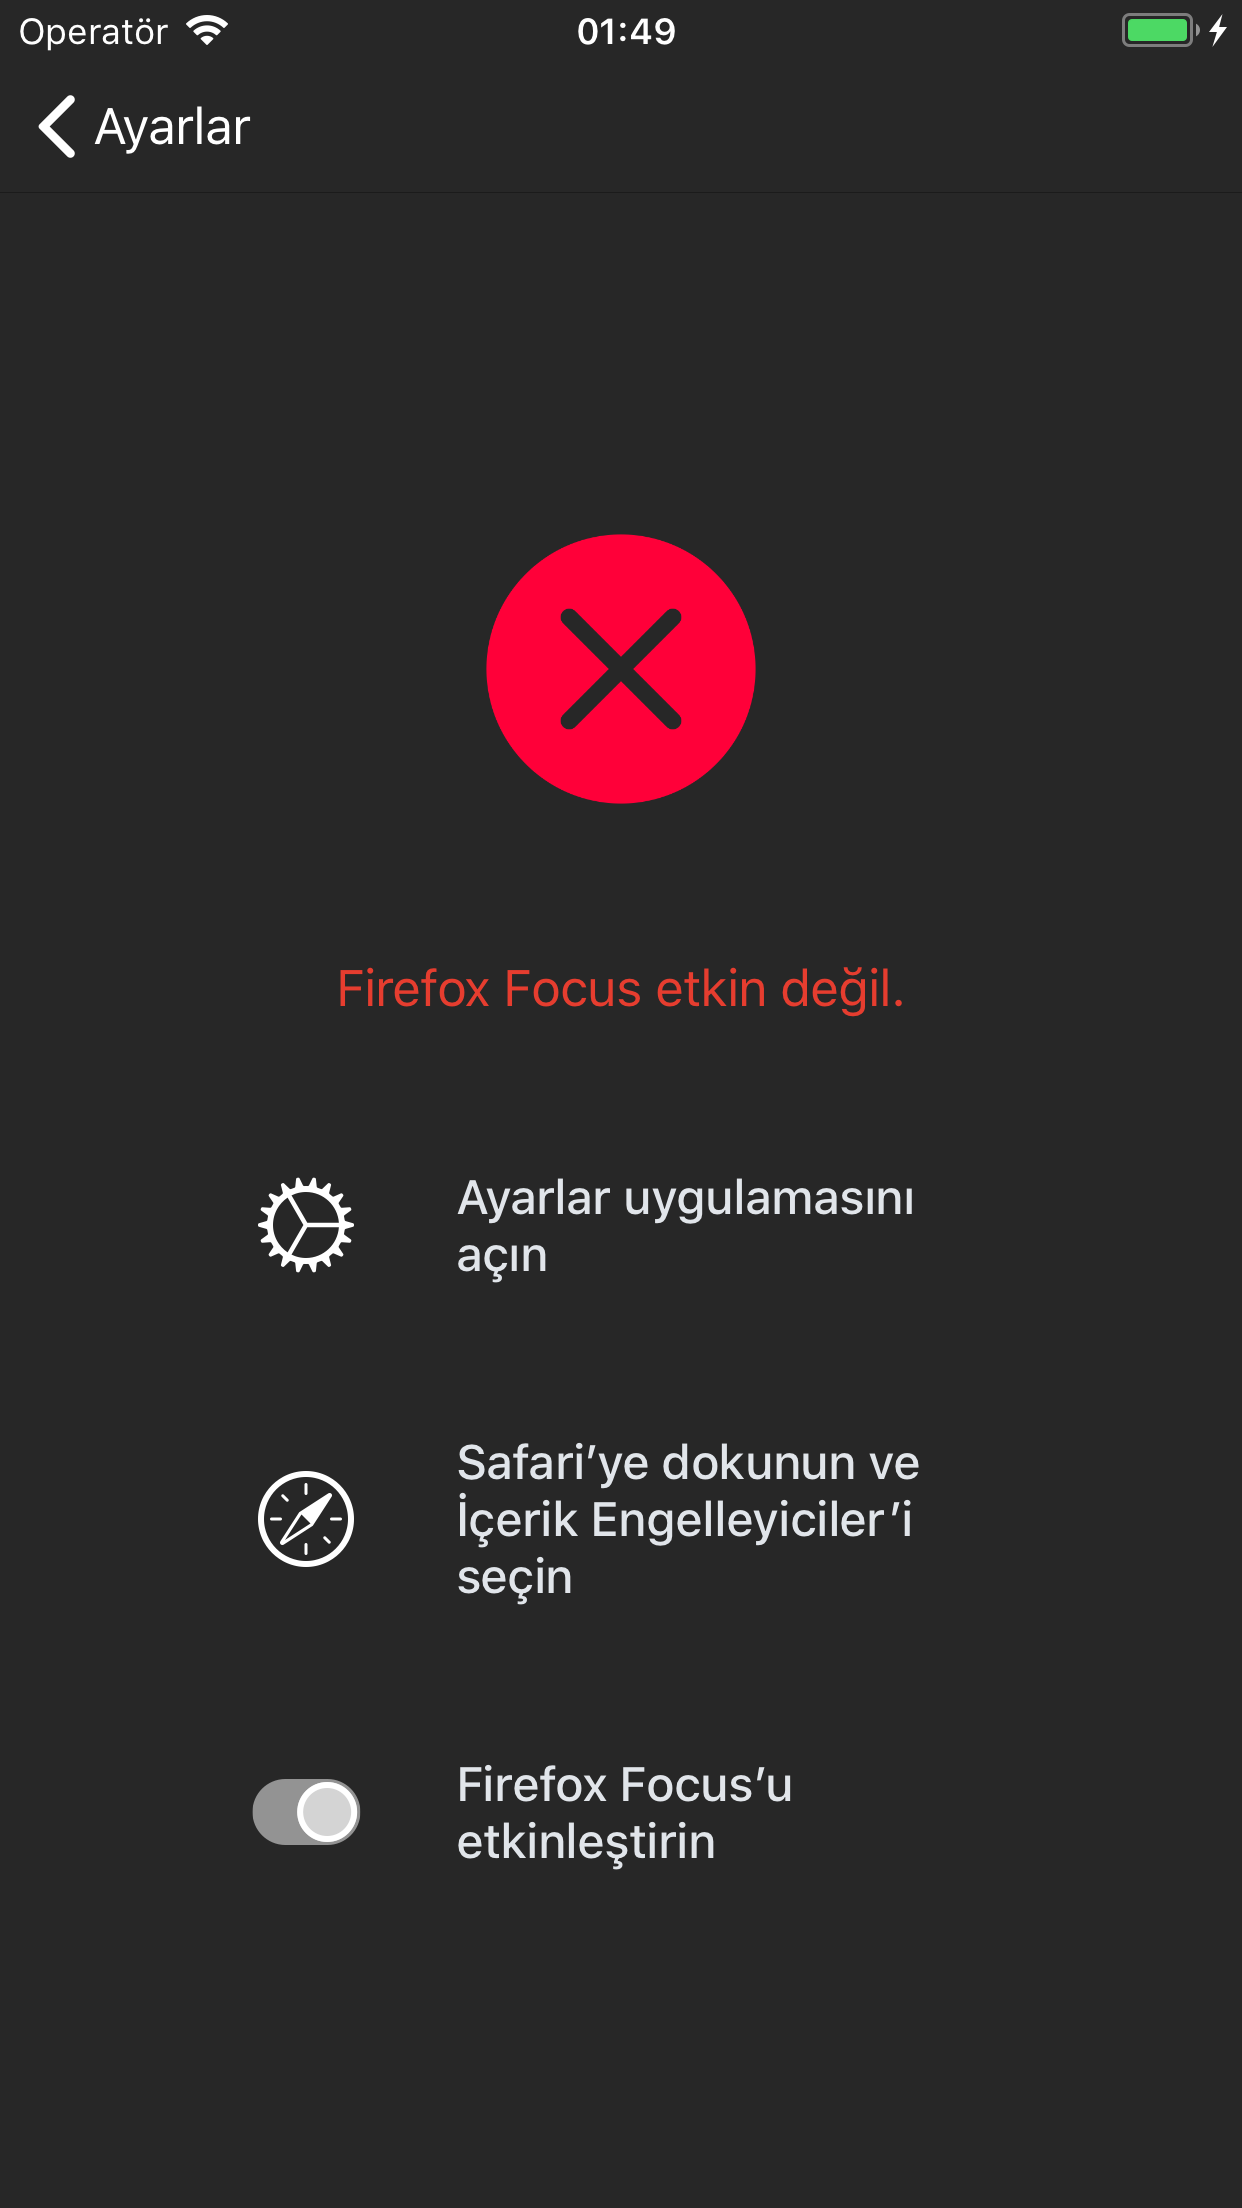 Operatör 01:49
Ayarlar
Firefox Focus etkin değil.
Ayarlar uygulamasını
açın
Safari’ye dokunun ve
İçerik Engelleyiciler’i
seçin
Firefox Focus’u
etkinleştirin